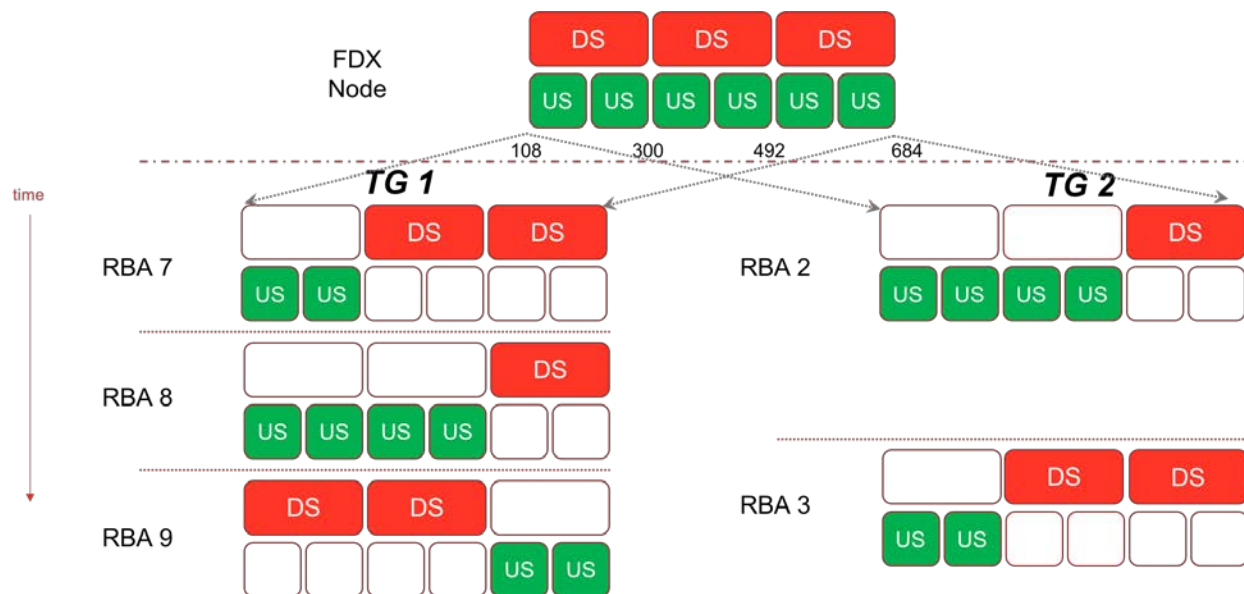 FDX
Node
DS DS DS
US US US US US US
108 300 492 684
time
TG 1 TG 2
RBA 7
DS DS
US US
RBA 2
DS
US US US US
RBA 8
DS
US US US US
RBA 9
DS DS
US US
RBA 3
DS DS
US US